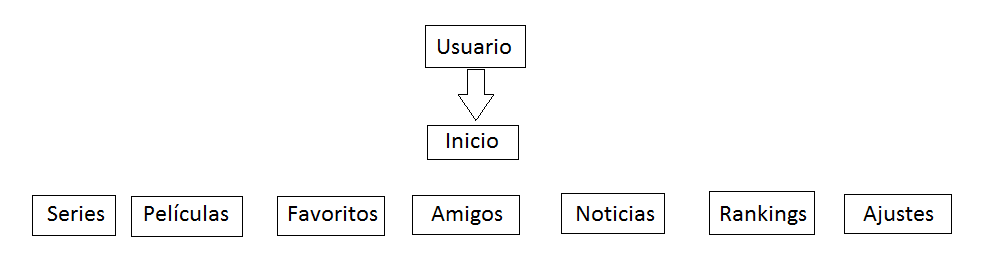 Usuario
Inicio
Series Películas Favoritos Amigos Noticias Rankings Ajustes